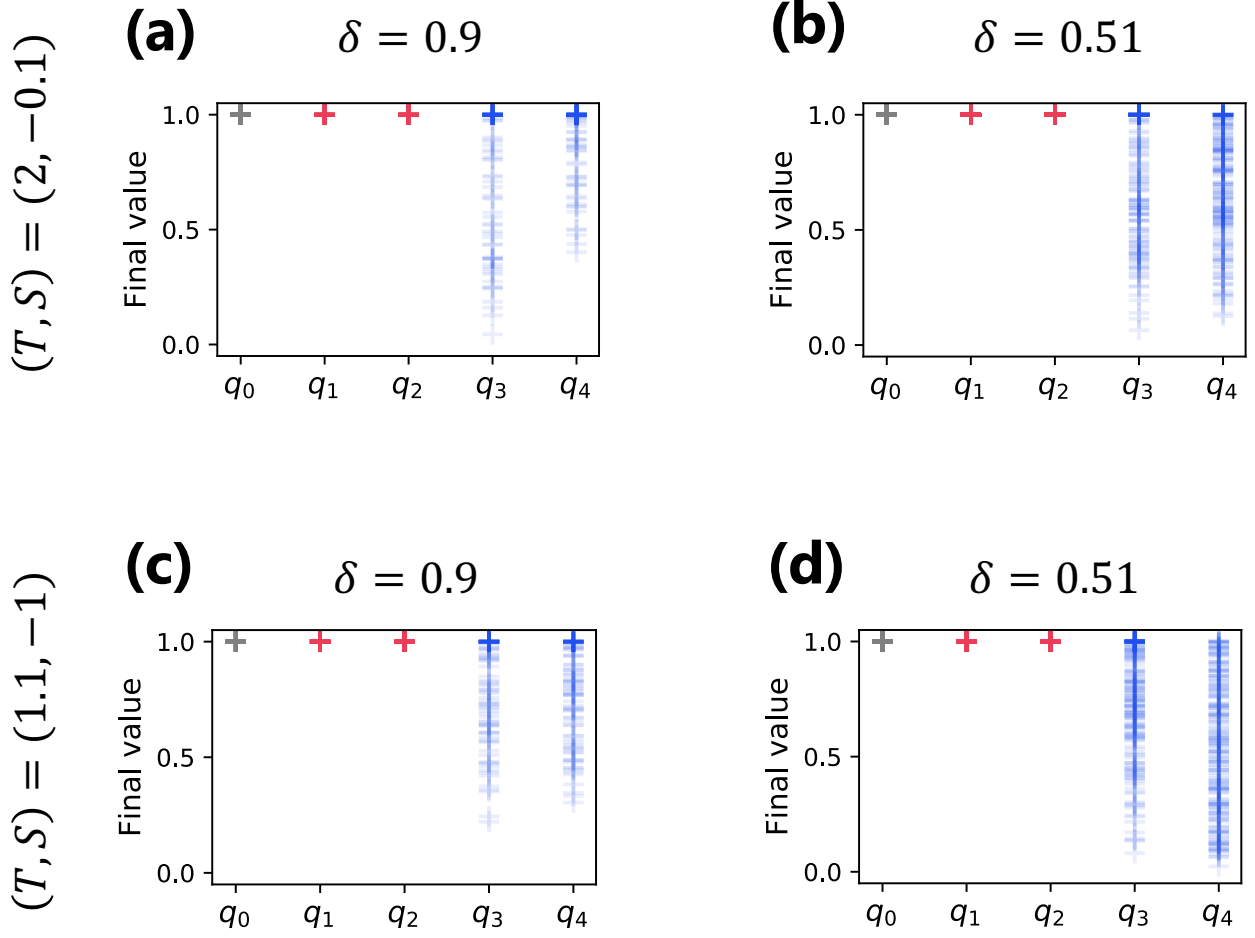 (T, S) = (2, −0.1)
(a)
δ = 0.9
Final value
1.0
0.5
0.0
q0 q1 q2 q3 q4
(b)
δ = 0.51
Final value
1.0
0.5
0.0
q0 q1 q2 q3 q4
(T, S) = (1.1, −1)
(c)
δ = 0.9
Final value
1.0
0.5
0.0
q0 q1 q2 q3 q4
(d)
δ = 0.51
Final value
1.0
0.5
0.0
q0 q1 q2 q3 q4